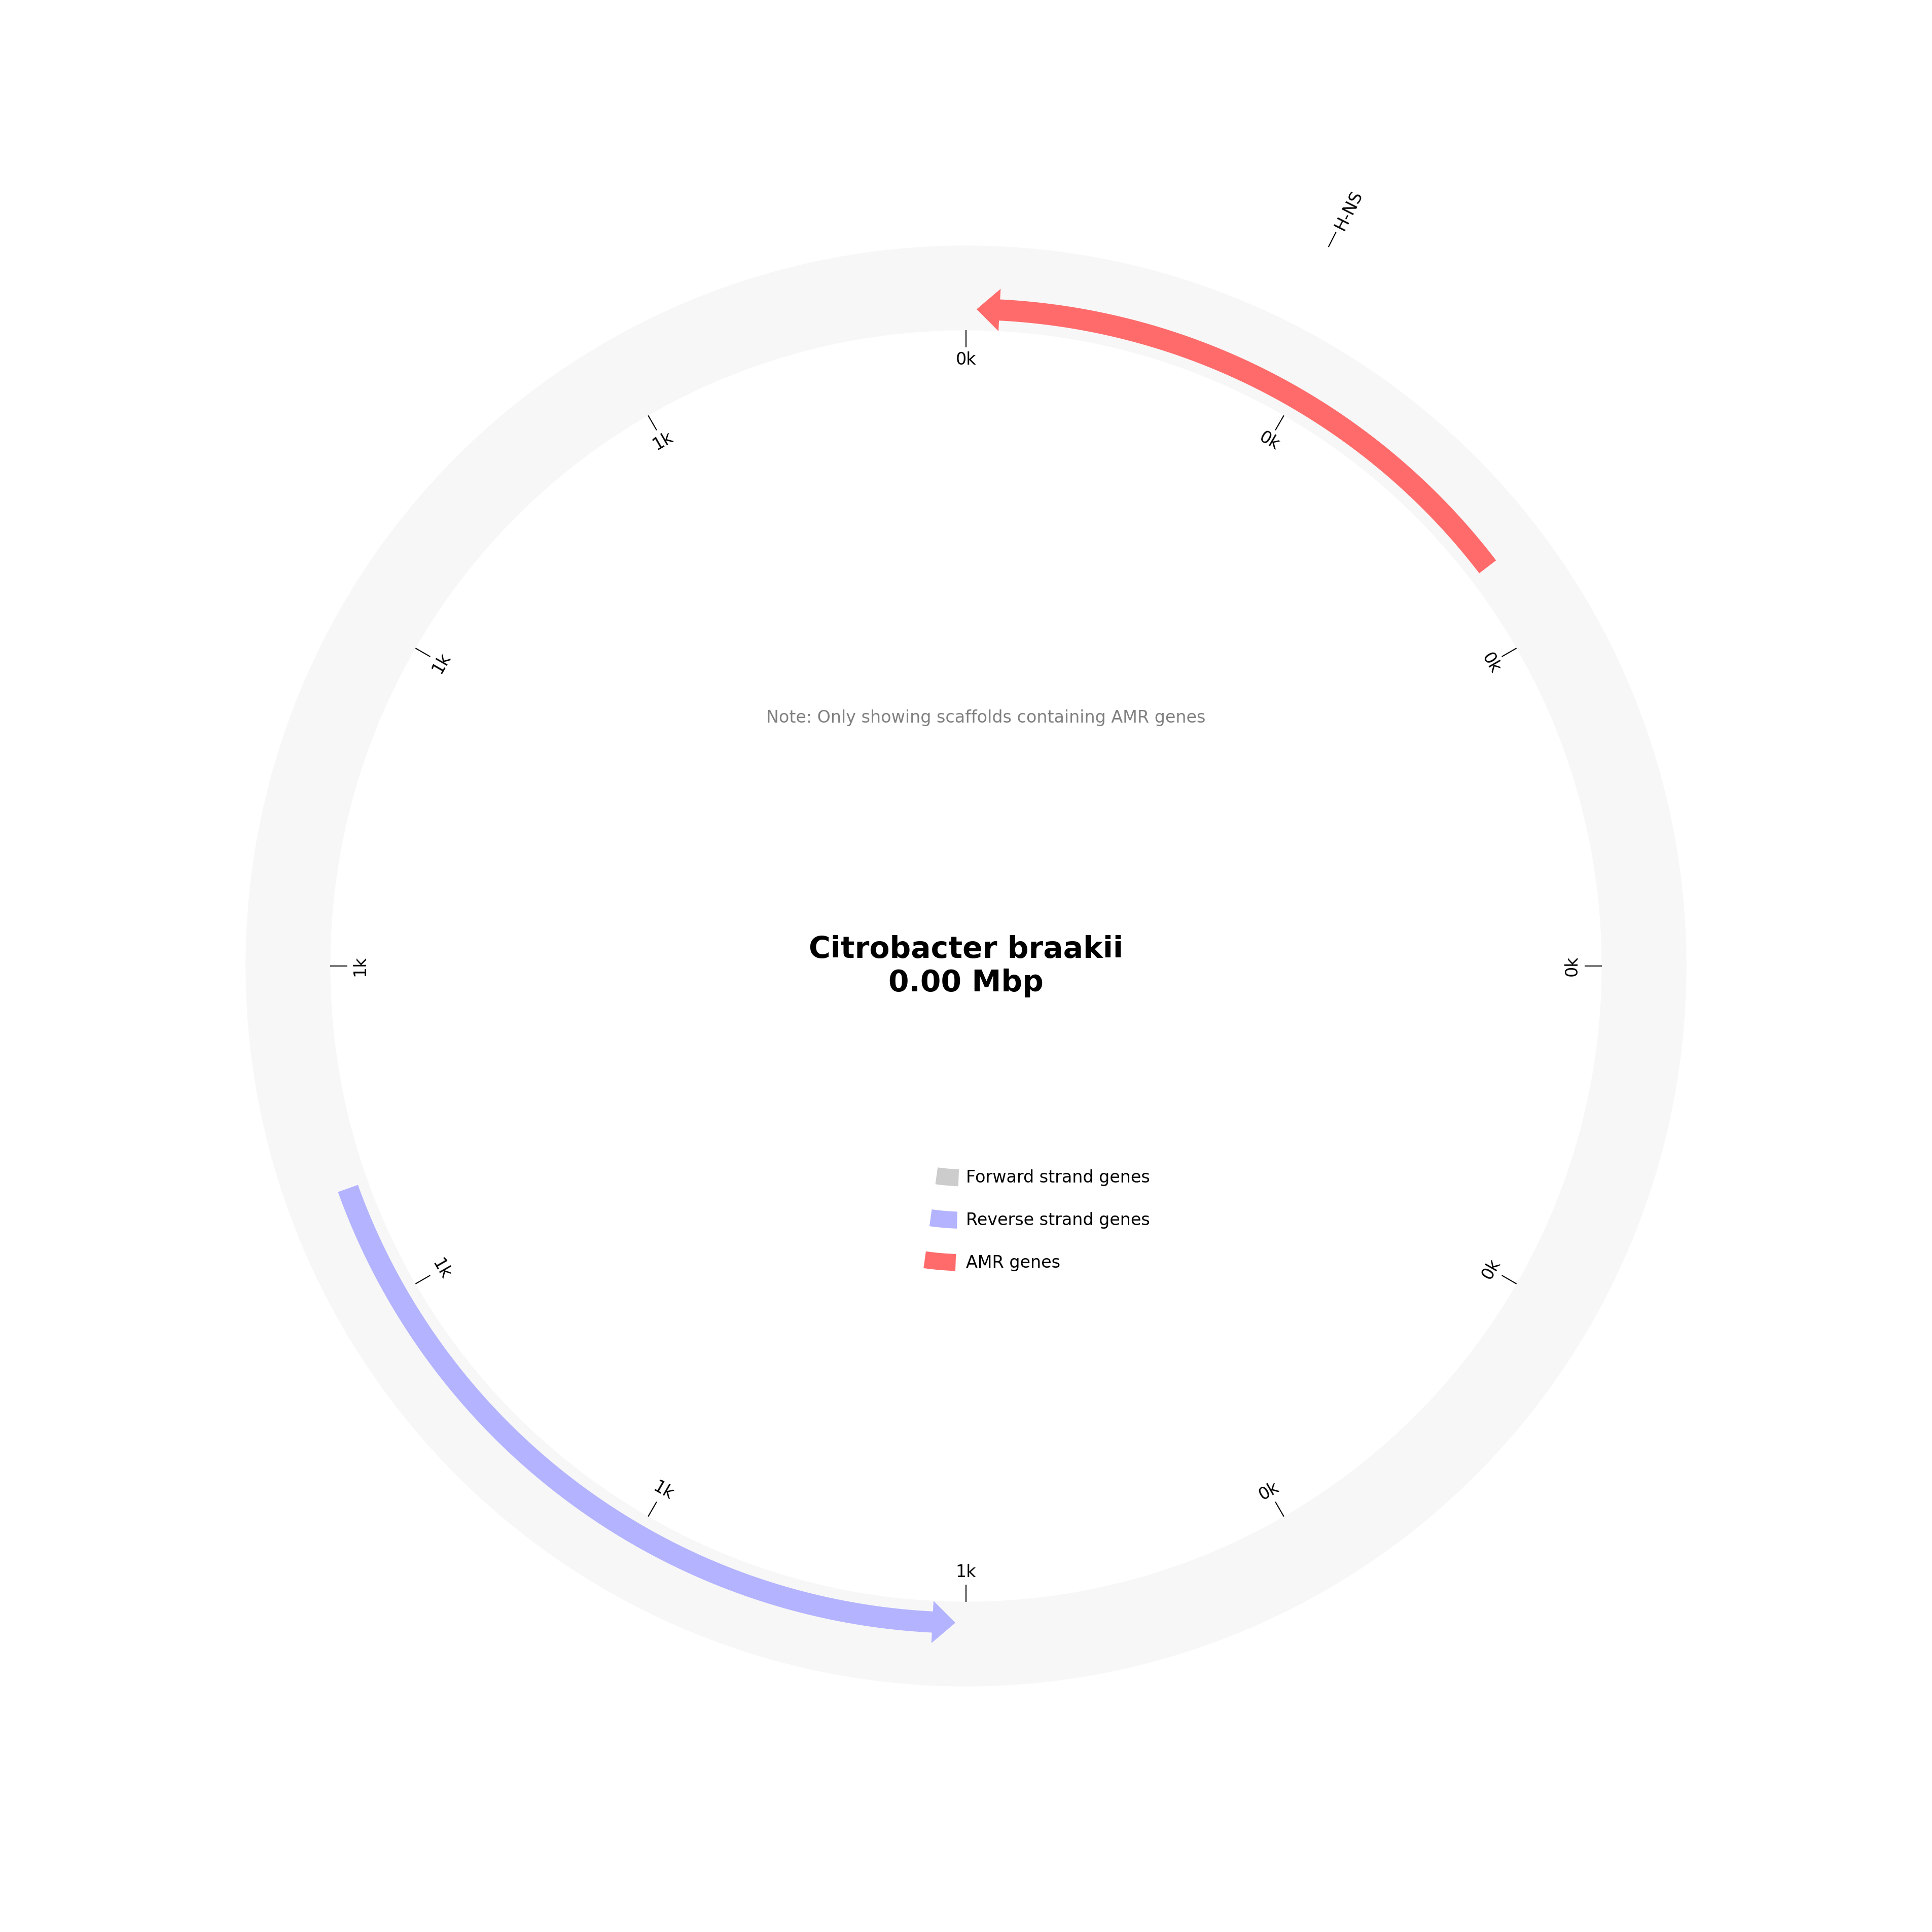 H-NS
0k
0k
1k
1k
0k
Note: Only showing scaffolds containing AMR genes
Citrobacter braakii
0.00 Mbp
1k
0k
Forward strand genes
Reverse strand genes
AMR genes
1k
0k
1k
0k
1k